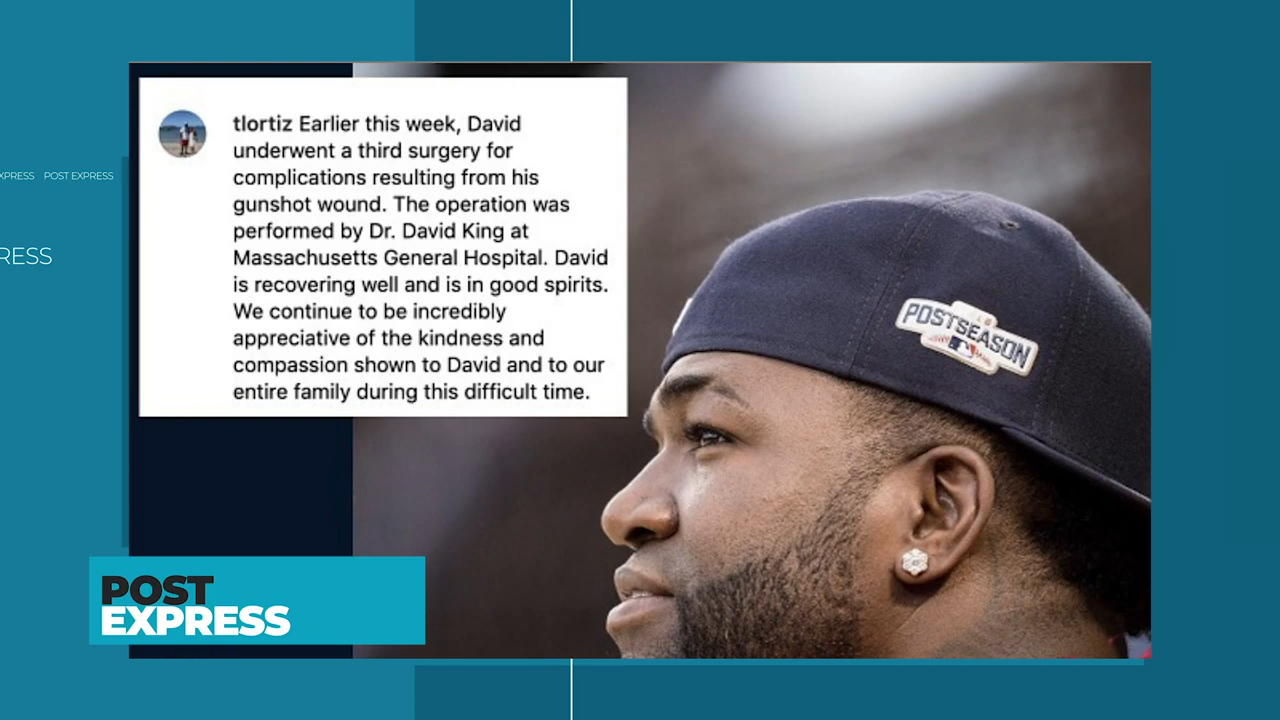 XPRESS POST EXPRESS
RESS
tlortiz Earlier this week, David
underwent a third surgery for
complications resulting from his
gunshot wound. The operation was
performed by Dr. David King at
Massachusetts General Hospital. David
is recovering well and is in good spirits.
We continue to be incredibly
appreciative of the kindness and
compassion shown to David and to our
entire family during this difficult time.
POSTSEASON
POST
EXPRESS